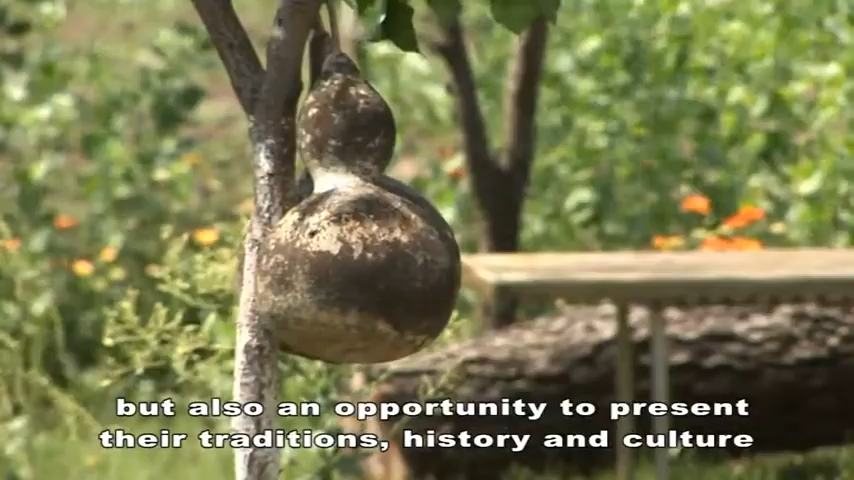 but also an opportunity to present
their traditions, history and culture